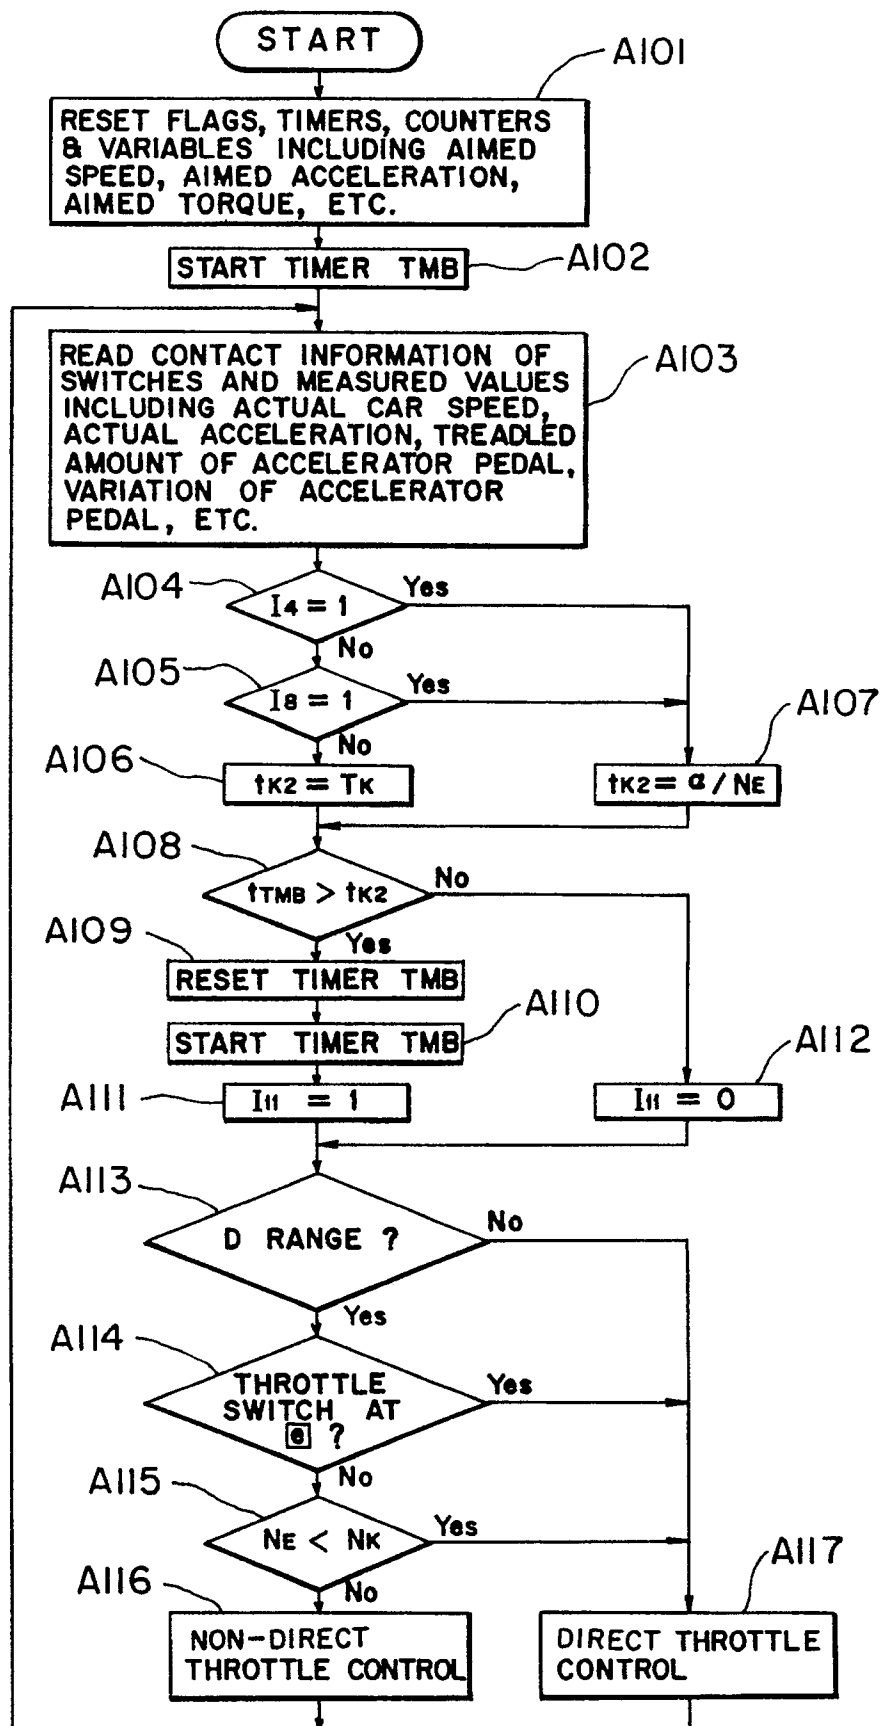 START
A101
RESET FLAGS, TIMERS, COUNTERS
& VARIABLES INCLUDING AIMED
SPEED, AIMED ACCELERATION,
AIMED TORQUE, ETC.
START TIMER TMB
A102
READ CONTACT INFORMATION OF
SWITCHES AND MEASURED VALUES
INCLUDING ACTUAL CAR SPEED,
ACTUAL ACCELERATION, TREADLED
AMOUNT OF ACCELERATOR PEDAL,
VARIATION OF ACCELERATOR
PEDAL, ETC.
A103
A104
I4 = 1
Yes
No
A105
I8 = 1
Yes
No
A106
tK2 = TK
A107
tK2 = α / NE
A108
tTMB > tK2
No
Yes
A109
RESET TIMER TMB
A110
START TIMER TMB
A111
I11 = 1
A112
I11 = 0
A113
D RANGE ?
No
Yes
A114
THROTTLE
SWITCH AT
e ?
Yes
No
A115
NE < NK
Yes
No
A116
NON-DIRECT
THROTTLE CONTROL
A117
DIRECT THROTTLE
CONTROL